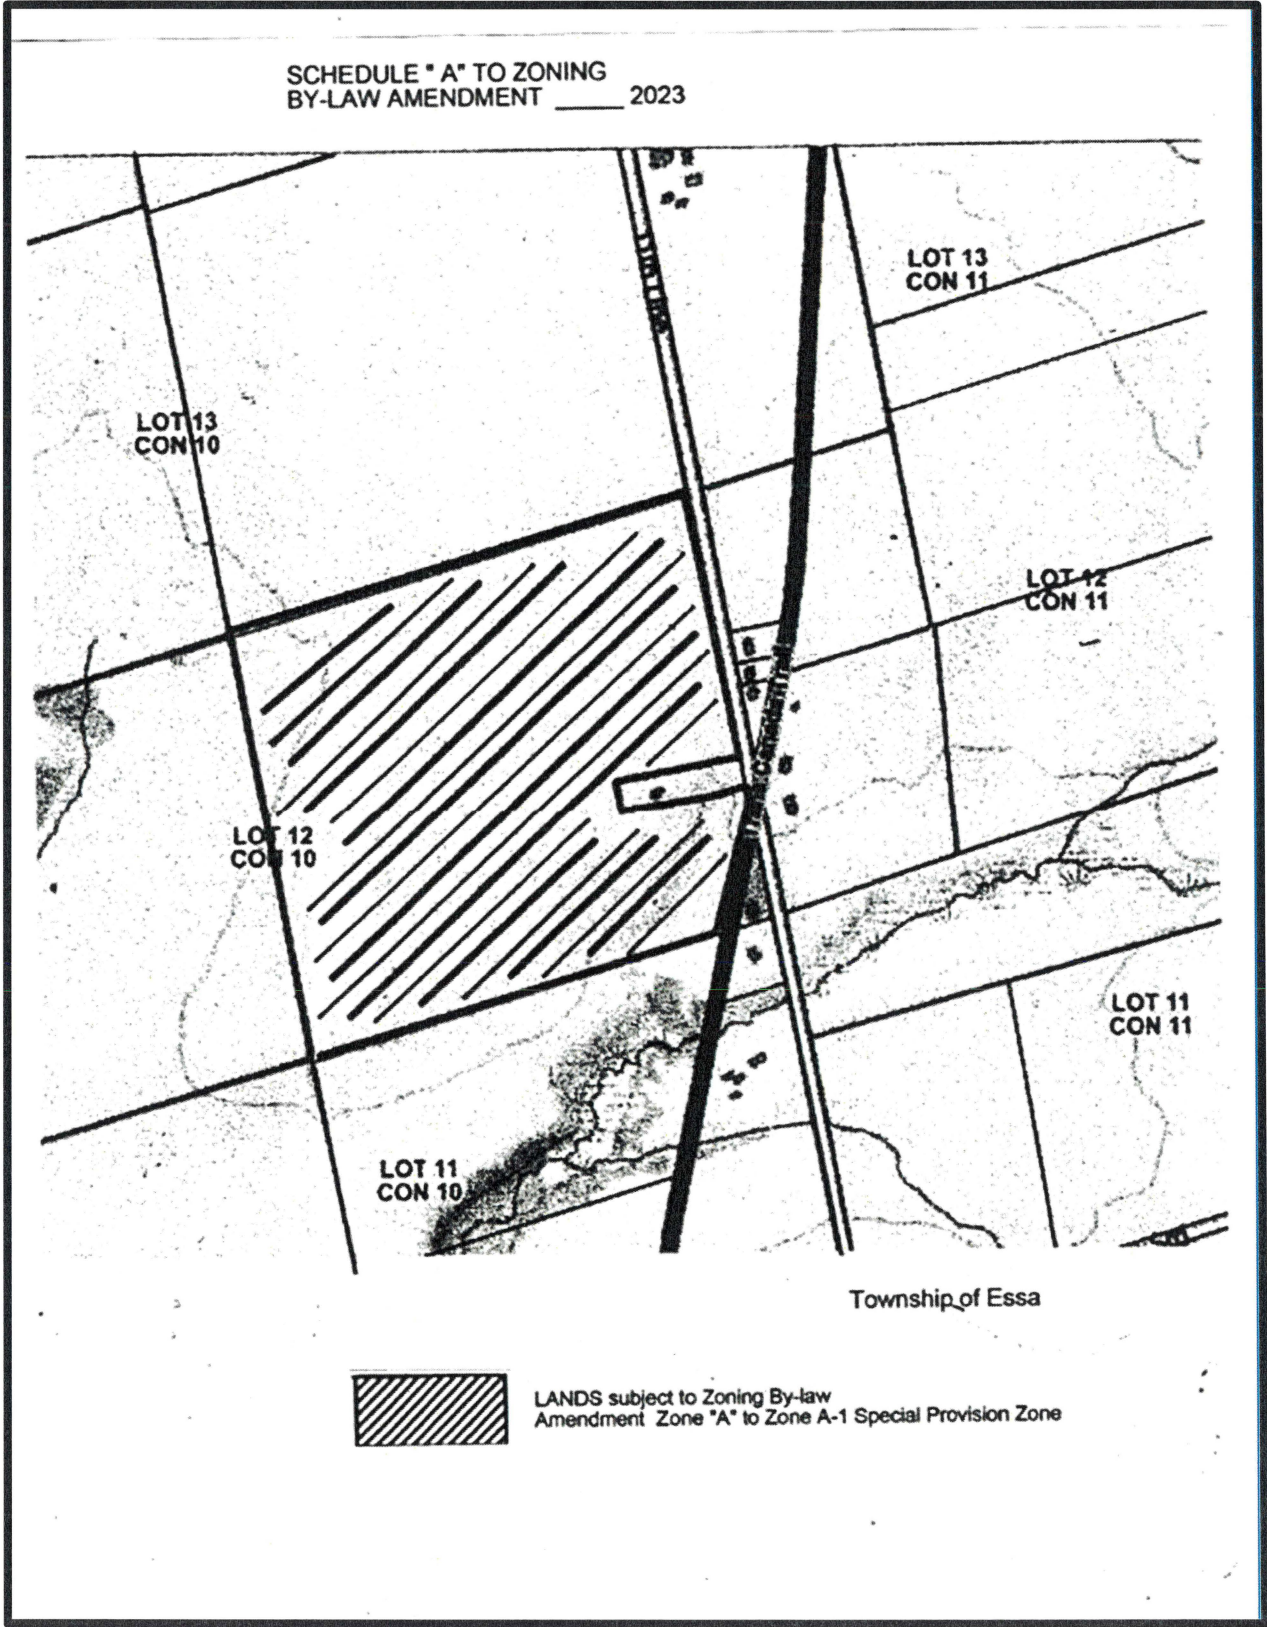 SCHEDULE " A" TO ZONING
BY-LAW AMENDMENT _____ 2023
LOT 13
CON 11
LOT 13
CON 10
LOT 12
CON 11
LOT 12
CON 10
LOT 11
CON 11
LOT 11
CON 10
Township of Essa
LANDS subject to Zoning By-law
Amendment Zone "A" to Zone A-1 Special Provision Zone